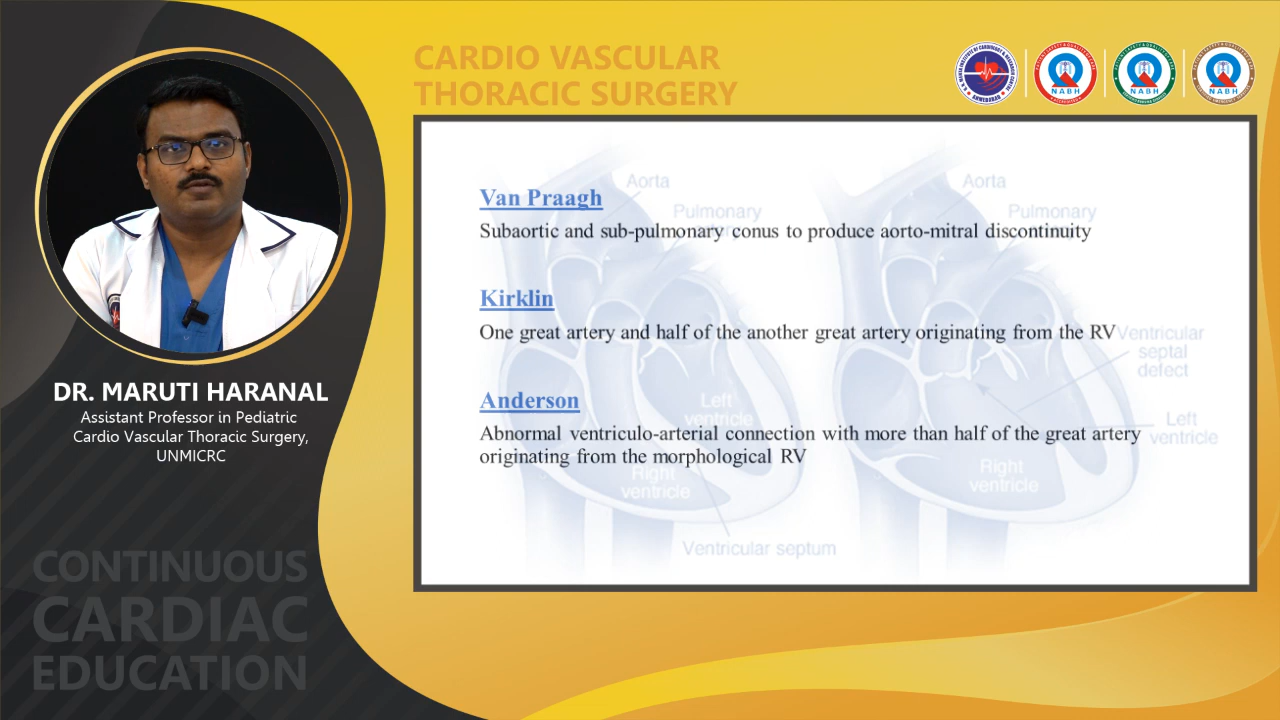 CARDIO VASCULAR
THORACIC SURGERY
NABH
NABH
NABH
Van Praagh
Subaortic and sub-pulmonary conus to produce aorto-mitral discontinuity
Kirklin
One great artery and half of the another great artery originating from the RV
Anderson
Abnormal ventriculo-arterial connection with more than half of the great artery
originating from the morphological RV
Aorta
Pulmonary
Left
ventricle
Right
ventricle
Ventricular septum
Aorta
Pulmonary
Ventricular
septal
defect
Left
ventricle
Right
ventricle
DR. MARUTI HARANAL
Assistant Professor in Pediatric
Cardio Vascular Thoracic Surgery,
UNMICRC
CONTINUOUS
CARDIAC
EDUCATION